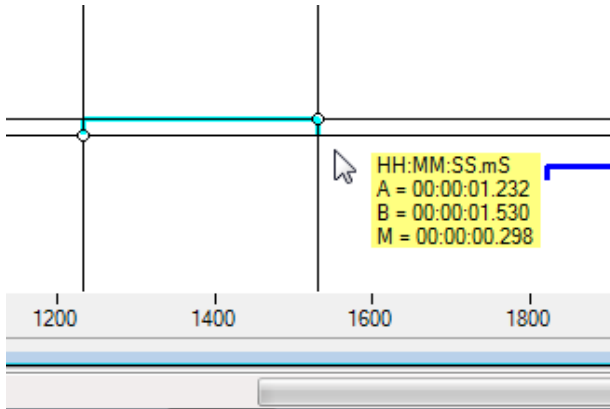 HH:MM:SS.mS
A = 00:00:01.232
B = 00:00:01.530
M = 00:00:00.298
1200 1400 1600 1800